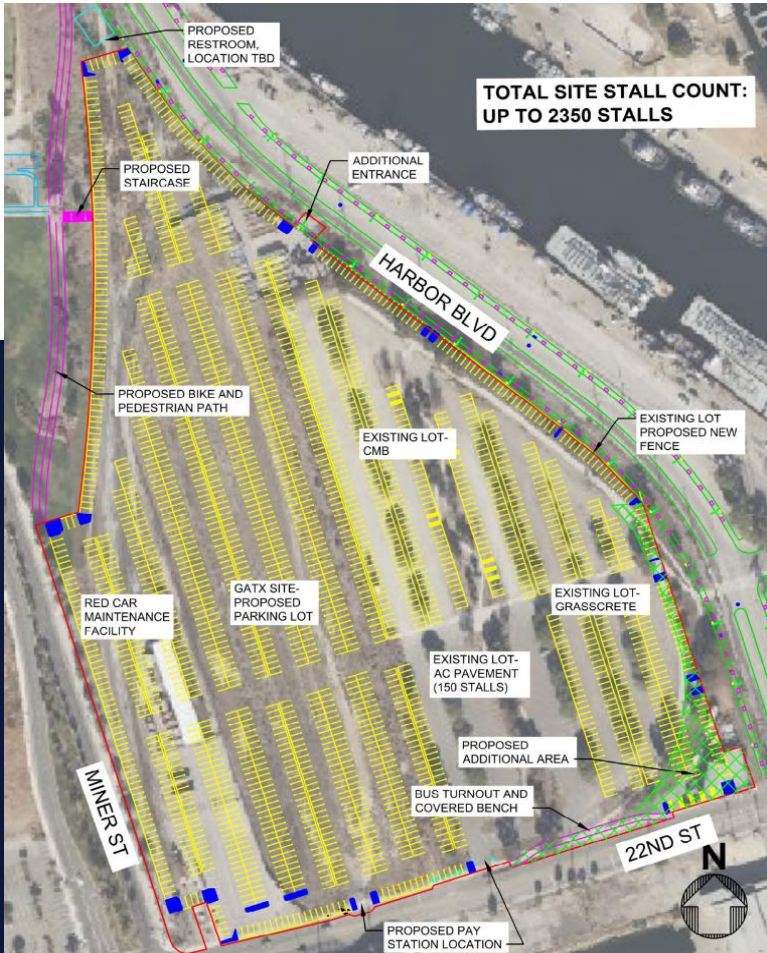 PROPOSED
RESTROOM,
LOCATION TBD
TOTAL SITE STALL COUNT:
UP TO 2350 STALLS
ADDITIONAL
ENTRANCE
PROPOSED
STAIRCASE
HARBOR BLVD
PROPOSED BIKE AND
PEDESTRIAN PATH
EXISTING LOT
PROPOSED NEW
FENCE
EXISTING LOT-
CMB
GATX SITE-
PROPOSED
PARKING LOT
EXISTING LOT-
GRASSCRETE
RED CAR
MAINTENANCE
FACILITY
EXISTING LOT-
AC PAVEMENT
(150 STALLS)
PROPOSED
ADDITIONAL AREA
BUS TURNOUT AND
COVERED BENCH
MINER ST
22ND ST
N
PROPOSED PAY
STATION LOCATION